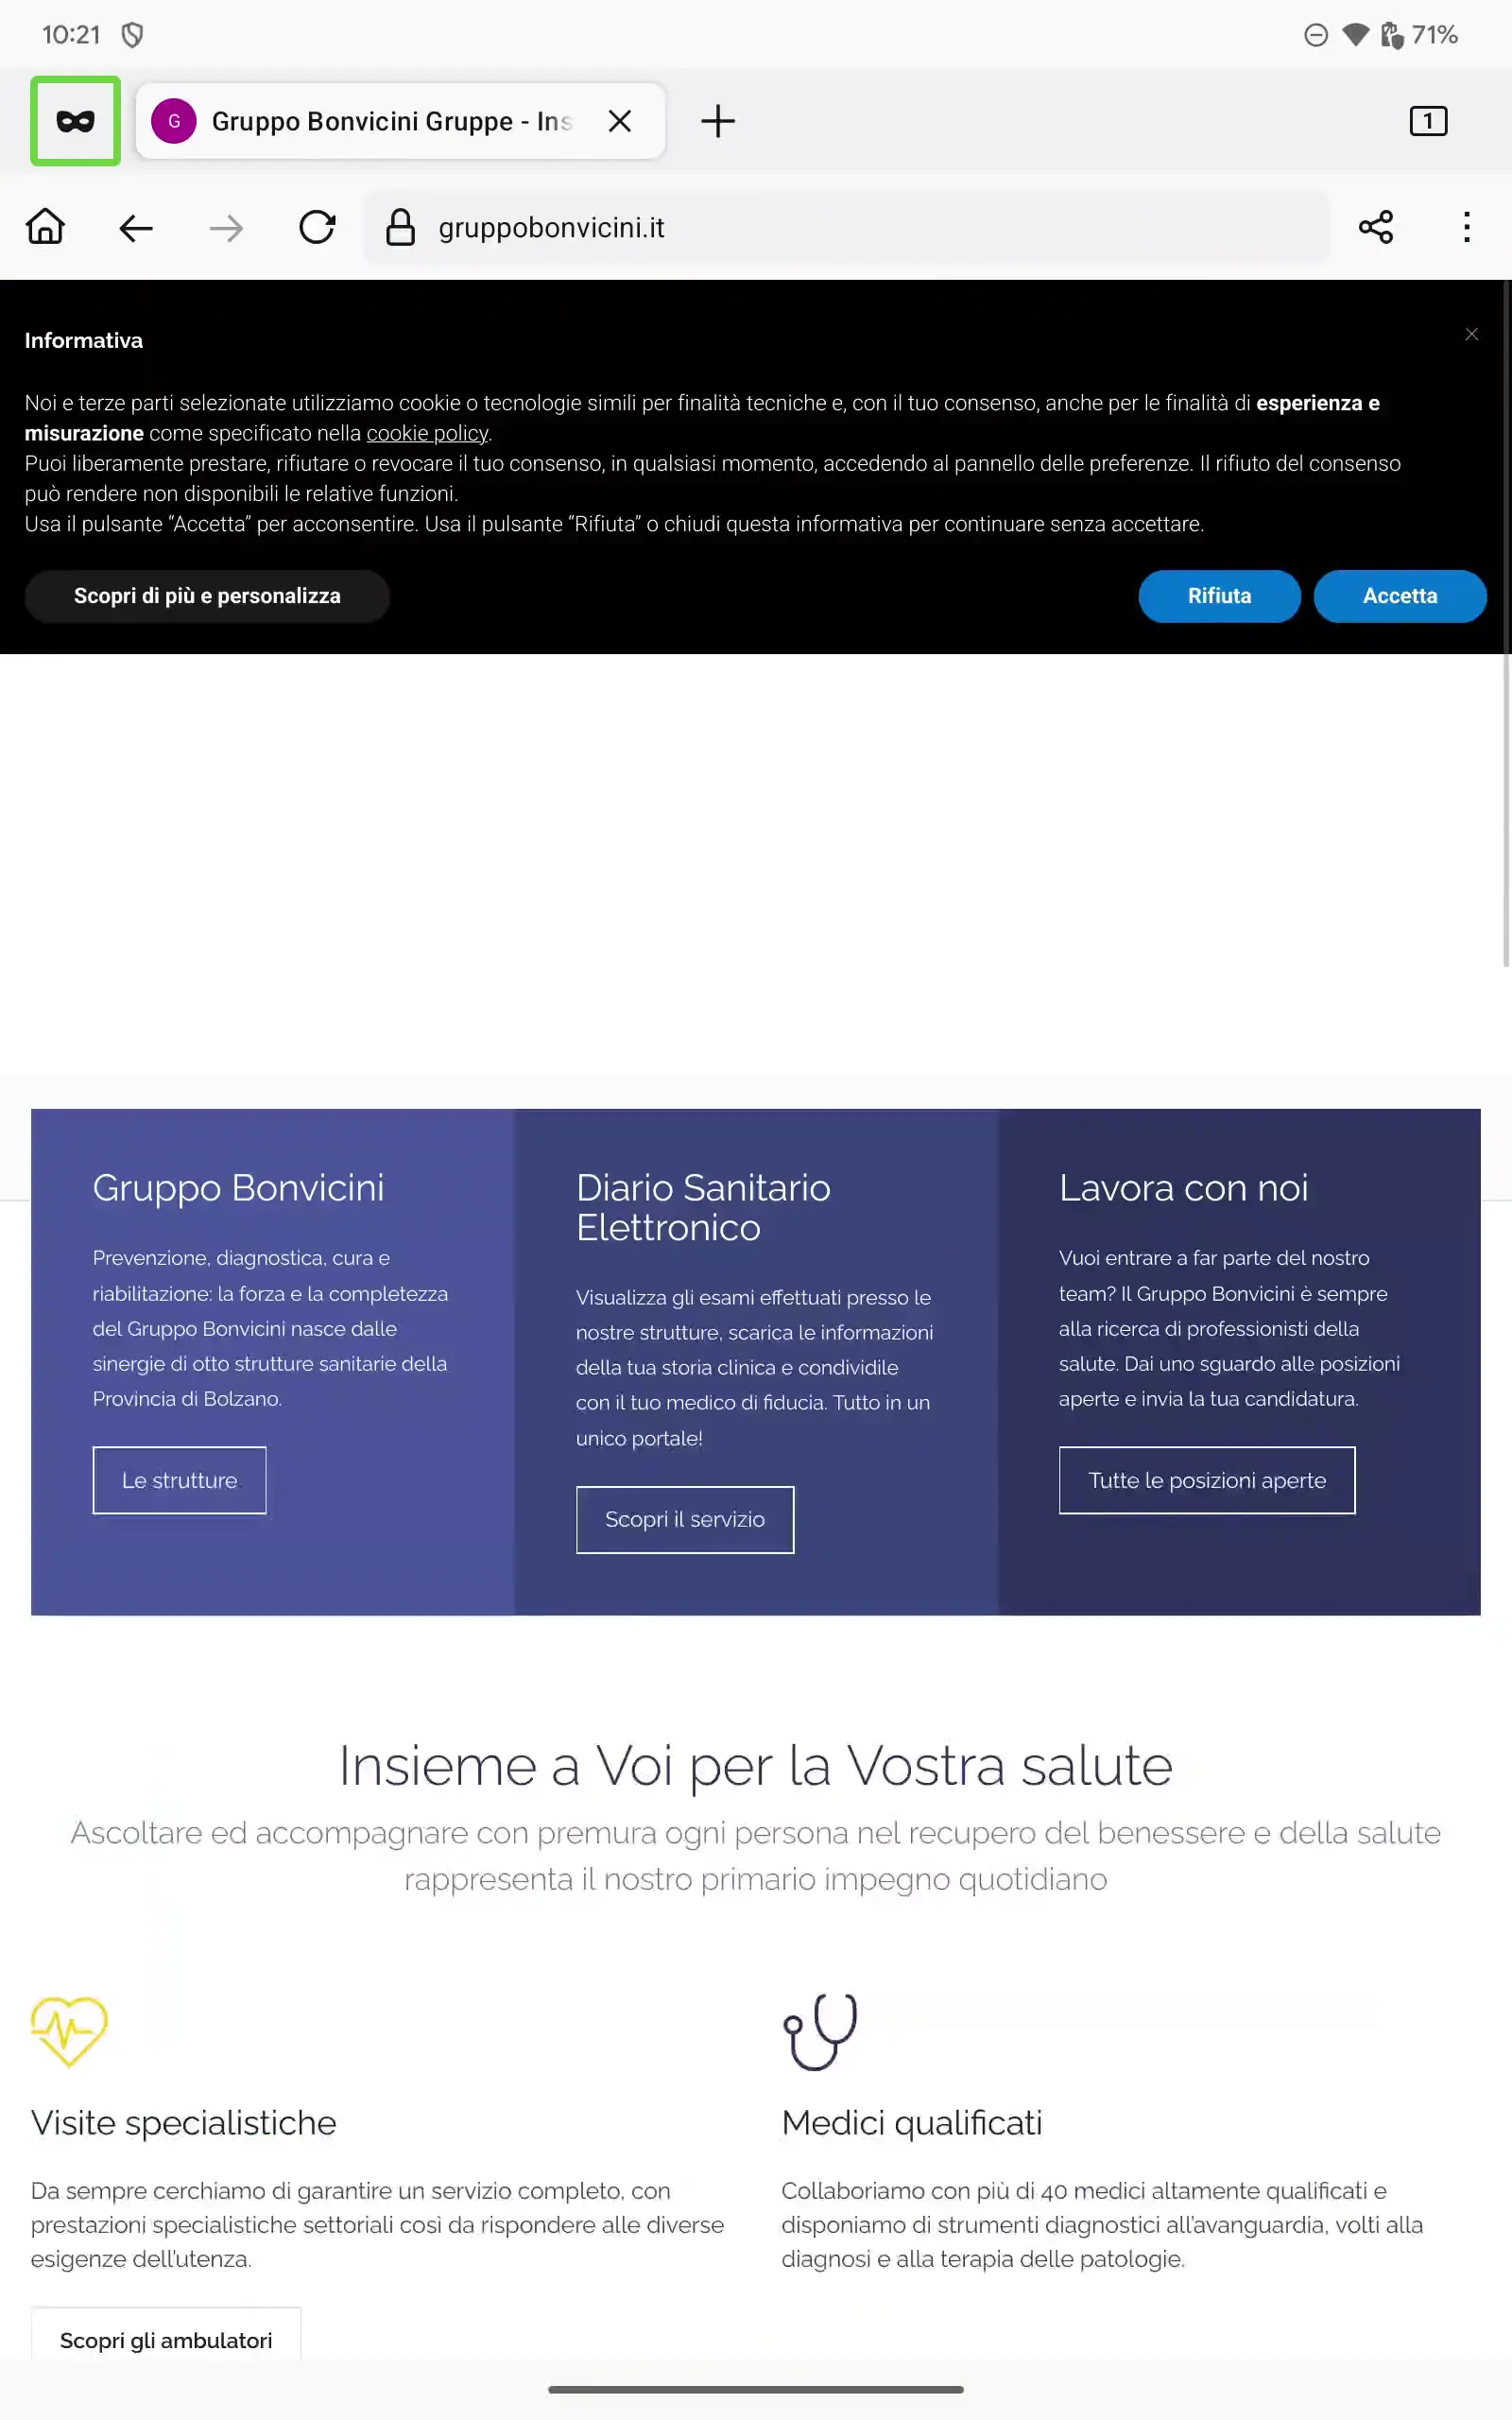 10:21
71%
G
Gruppo Bonvicini Gruppe - Ins
1
gruppobonvicini.it
Informativa
Noi e terze parti selezionate utilizziamo cookie o tecnologie simili per finalità tecniche e, con il tuo consenso, anche per le finalità di esperienza e
misurazione come specificato nella cookie policy.
Puoi liberamente prestare, rifiutare o revocare il tuo consenso, in qualsiasi momento, accedendo al pannello delle preferenze. Il rifiuto del consenso
può rendere non disponibili le relative funzioni.
Usa il pulsante “Accetta” per acconsentire. Usa il pulsante “Rifiuta” o chiudi questa informativa per continuare senza accettare.
Scopri di più e personalizza
Rifiuta
Accetta
Gruppo Bonvicini
Prevenzione, diagnostica, cura e
riabilitazione: la forza e la completezza
del Gruppo Bonvicini nasce dalle
sinergie di otto strutture sanitarie della
Provincia di Bolzano.
Le strutture
Diario Sanitario
Elettronico
Visualizza gli esami effettuati presso le
nostre strutture, scarica le informazioni
della tua storia clinica e condividile
con il tuo medico di fiducia. Tutto in un
unico portale!
Scopri il servizio
Lavora con noi
Vuoi entrare a far parte del nostro
team? Il Gruppo Bonvicini è sempre
alla ricerca di professionisti della
salute. Dai uno sguardo alle posizioni
aperte e invia la tua candidatura.
Tutte le posizioni aperte
Insieme a Voi per la Vostra salute
Ascoltare ed accompagnare con premura ogni persona nel recupero del benessere e della salute
rappresenta il nostro primario impegno quotidiano
Visite specialistiche
Da sempre cerchiamo di garantire un servizio completo, con
prestazioni specialistiche settoriali così da rispondere alle diverse
esigenze dell'utenza.
Scopri gli ambulatori
Medici qualificati
Collaboriamo con più di 40 medici altamente qualificati e
disponiamo di strumenti diagnostici all'avanguardia, volti alla
diagnosi e alla terapia delle patologie.